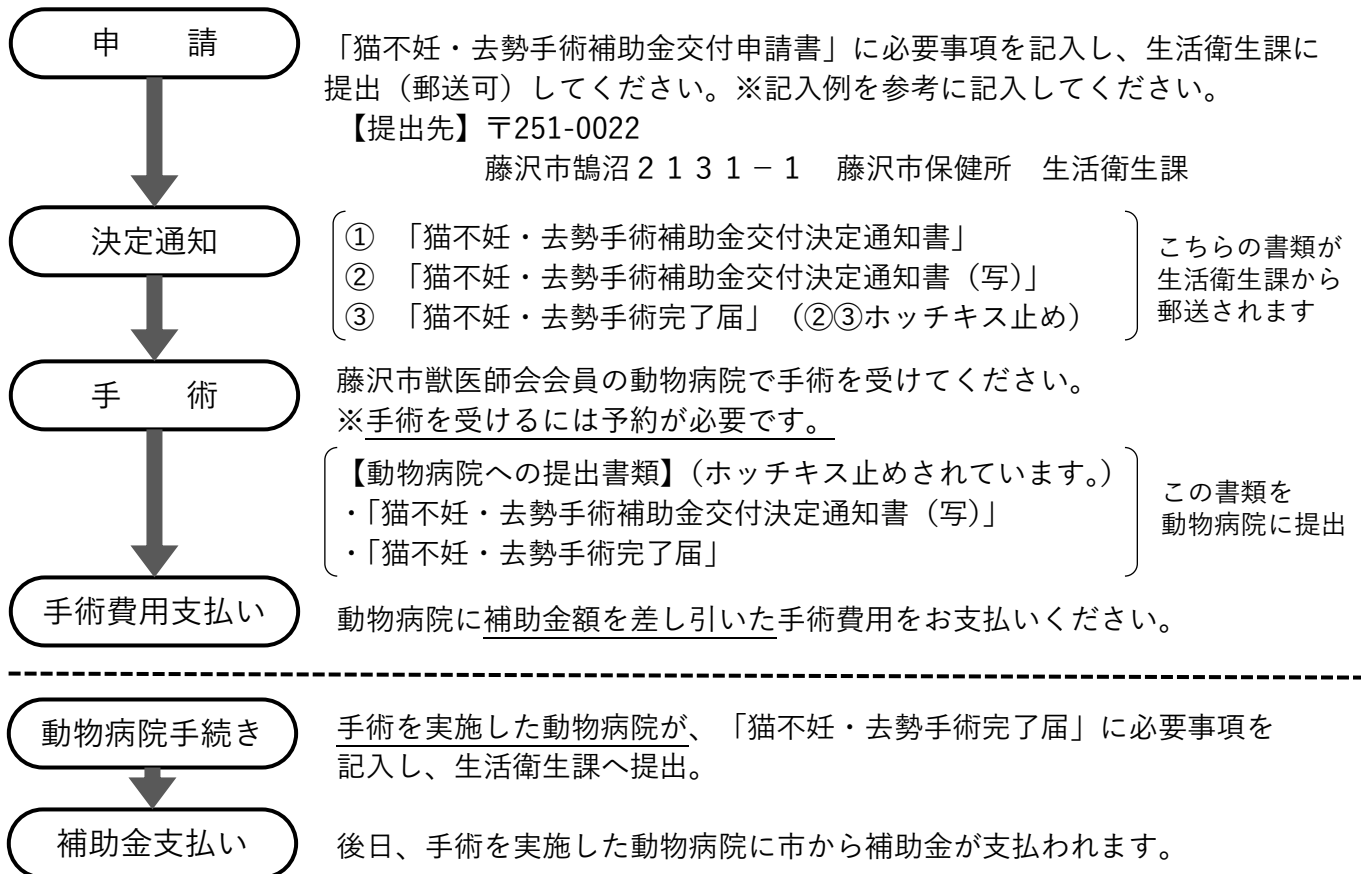 申　請
「猫不妊・去勢手術補助金交付申請書」に必要事項を記入し、生活衛生課に
提出（郵送可）してください。※記入例を参考に記入してください。
【提出先】〒251-0022
藤沢市鵠沼２１３１－１　藤沢市保健所　生活衛生課
決定通知
①　「猫不妊・去勢手術補助金交付決定通知書」
②　「猫不妊・去勢手術補助金交付決定通知書（写）」
③　「猫不妊・去勢手術完了届」（②③ホッチキス止め）
こちらの書類が
生活衛生課から
郵送されます
手　術
藤沢市獣医師会会員の動物病院で手術を受けてください。
※手術を受けるには予約が必要です。
【動物病院への提出書類】（ホッチキス止めされています。）
・「猫不妊・去勢手術補助金交付決定通知書（写）」
・「猫不妊・去勢手術完了届」
この書類を
動物病院に提出
手術費用支払い
動物病院に補助金額を差し引いた手術費用をお支払いください。
動物病院手続き
手術を実施した動物病院が、「猫不妊・去勢手術完了届」に必要事項を
記入し、生活衛生課へ提出。
補助金支払い
後日、手術を実施した動物病院に市から補助金が支払われます。